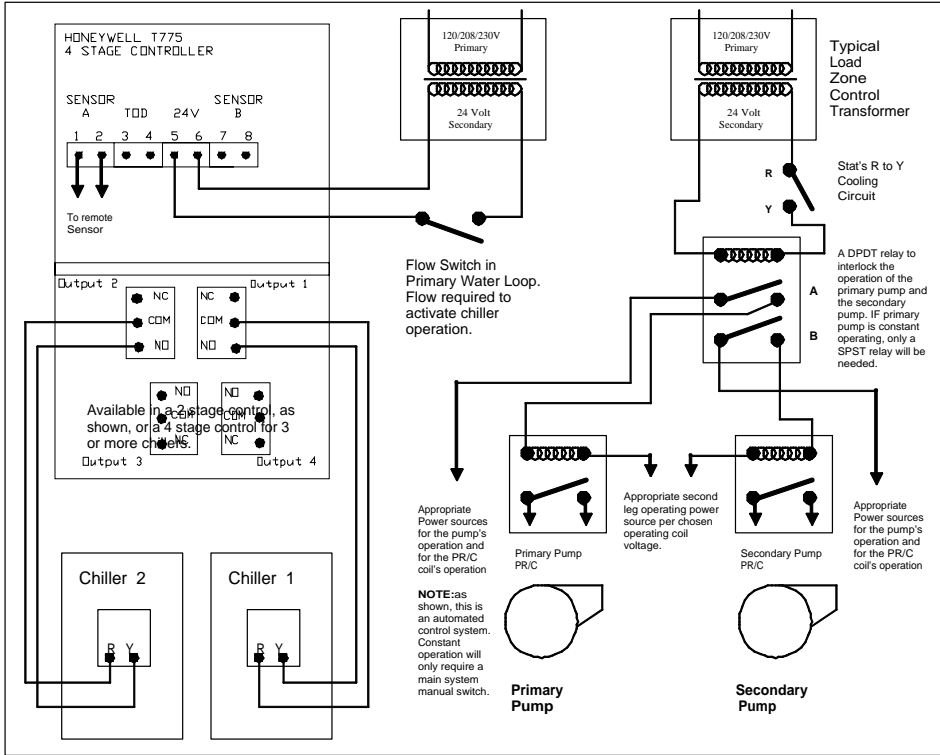 HONEYWELL T775
4 STAGE CONTROLLER
SENSOR
A
TOD
24V
SENSOR
B
1 2 3 4 5 6 7 8
To remote
Sensor
120/208/230V
Primary
24 Volt
Secondary
Flow Switch in
Primary Water Loop.
Flow required to
activate chiller
operation.
120/208/230V
Primary
24 Volt
Secondary
Typical
Load
Zone
Control
Transformer
R
Y
Stat's R to Y
Cooling
Circuit
A
B
A DPDT relay to
interlock the
operation of the
primary pump and
the secondary
pump. IF primary
pump is constant
operating, only a
SPST relay will be
needed.
Output 2
Output 1
NC
COM
NO
NC
COM
NO
NO
COM
NC
NO
COM
NC
Available in a 2 stage control, as
shown, or a 4 stage control for 3
or more chillers.
Output 3
Output 4
Chiller 2
R Y
Chiller 1
R Y
Appropriate
Power sources
for the pump's
operation and
for the PR/C
coil's operation
NOTE:as
shown, this is
an automated
control system.
Constant
operation will
only require a
main system
manual switch.
Primary Pump
PR/C
Appropriate second
leg operating power
source per chosen
operating coil
voltage.
Secondary Pump
PR/C
Appropriate
Power sources
for the pump's
operation and
for the PR/C
coil's operation
Primary
Pump
Secondary
Pump